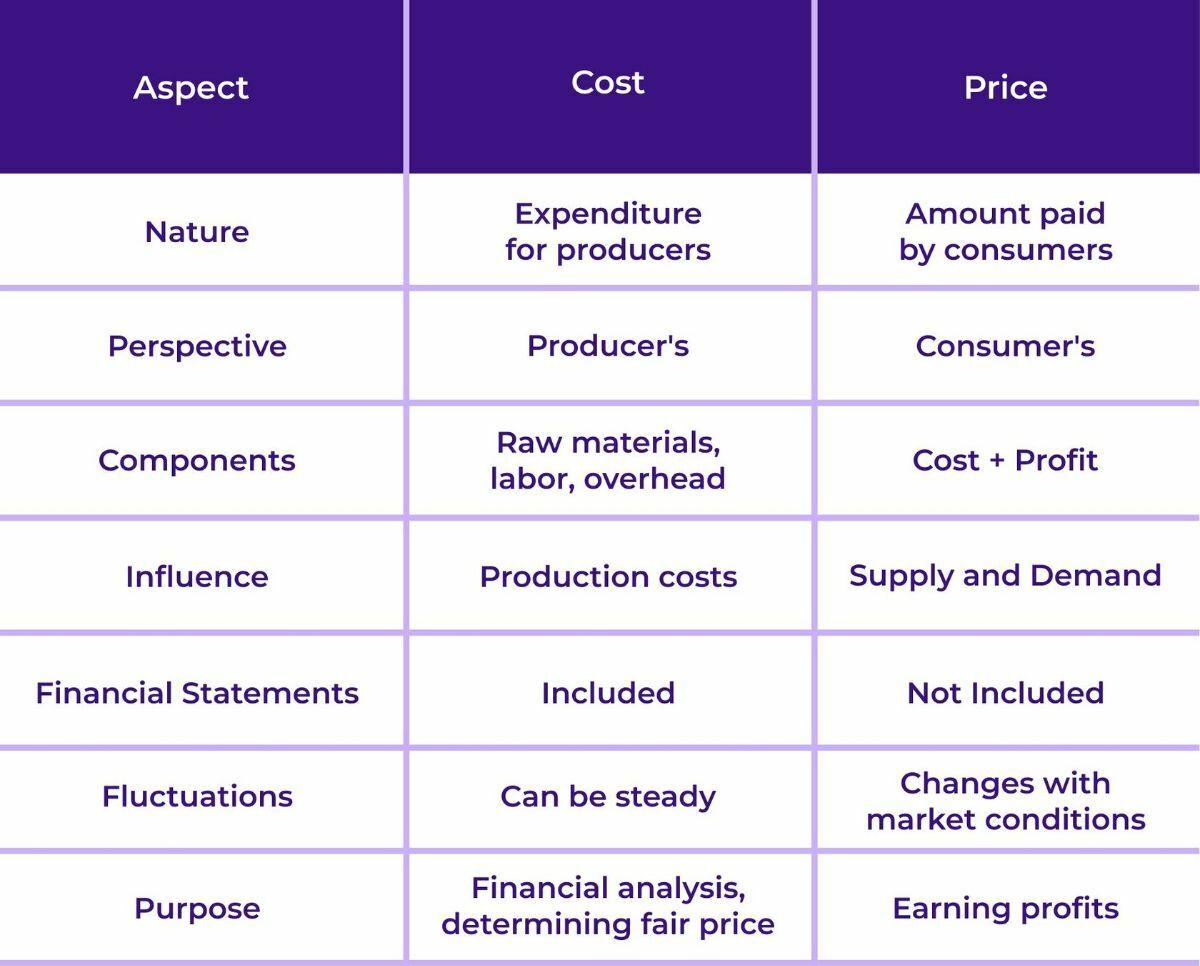 Aspect
Cost
Price
Nature
Expenditure
for producers
Amount paid
by consumers
Perspective
Producer's
Consumer's
Components
Raw materials,
labor, overhead
Cost + Profit
Influence
Production costs
Supply and Demand
Financial Statements
Included
Not Included
Fluctuations
Can be steady
Changes with
market conditions
Purpose
Financial analysis,
determining fair price
Earning profits